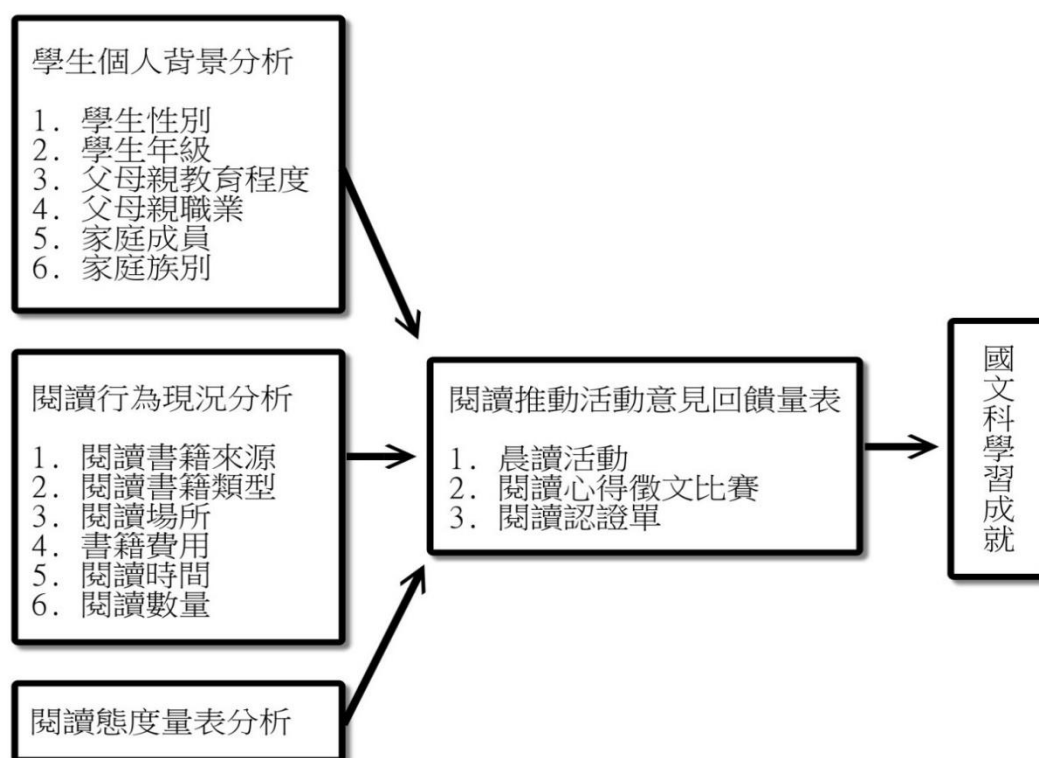 學生個人背景分析
1. 學生性別
2. 學生年級
3. 父母親教育程度
4. 父母親職業
5. 家庭成員
6. 家庭族別
閱讀行為現況分析
1. 閱讀書籍來源
2. 閱讀書籍類型
3. 閱讀場所
4. 書籍費用
5. 閱讀時間
6. 閱讀數量
閱讀態度量表分析
閱讀推動活動意見回饋量表
1. 晨讀活動
2. 閱讀心得徵文比賽
3. 閱讀認證單
國文科學習成就